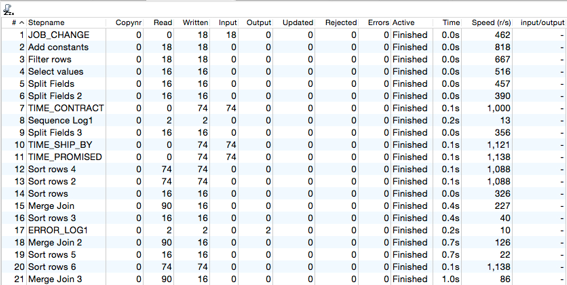 # Stepname Copynr Read Written Input Output Updated Rejected Errors Active Time Speed (r/s) input/output
1 JOB_CHANGE 0 0 18 18 0 0 0 0 Finished 0.0s 462 -
2 Add constants 0 18 18 0 0 0 0 0 Finished 0.0s 818 -
3 Filter rows 0 18 18 0 0 0 0 0 Finished 0.0s 667 -
4 Select values 0 16 16 0 0 0 0 0 Finished 0.0s 516 -
5 Split Fields 0 16 16 0 0 0 0 0 Finished 0.0s 457 -
6 Split Fields 2 0 16 16 0 0 0 0 0 Finished 0.0s 390 -
7 TIME_CONTRACT 0 0 74 74 0 0 0 0 Finished 0.1s 1,000 -
8 Sequence Log1 0 2 2 0 0 0 0 0 Finished 0.2s 13 -
9 Split Fields 3 0 16 16 0 0 0 0 0 Finished 0.0s 356 -
10 TIME_SHIP_BY 0 0 74 74 0 0 0 0 Finished 0.1s 1,121 -
11 TIME_PROMISED 0 0 74 74 0 0 0 0 Finished 0.1s 1,138 -
12 Sort rows 4 0 74 74 0 0 0 0 0 Finished 0.1s 1,088 -
13 Sort rows 2 0 74 74 0 0 0 0 0 Finished 0.1s 1,088 -
14 Sort rows 0 16 16 0 0 0 0 0 Finished 0.0s 326 -
15 Merge Join 0 90 16 0 0 0 0 0 Finished 0.4s 227 -
16 Sort rows 3 0 16 16 0 0 0 0 0 Finished 0.4s 40 -
17 ERROR_LOG1 0 2 2 0 2 0 0 0 Finished 0.2s 10 -
18 Merge Join 2 0 90 16 0 0 0 0 0 Finished 0.7s 126 -
19 Sort rows 5 0 16 16 0 0 0 0 0 Finished 0.7s 22 -
20 Sort rows 6 0 74 74 0 0 0 0 0 Finished 0.1s 1,138 -
21 Merge Join 3 0 90 16 0 0 0 0 0 Finished 1.0s 86 -